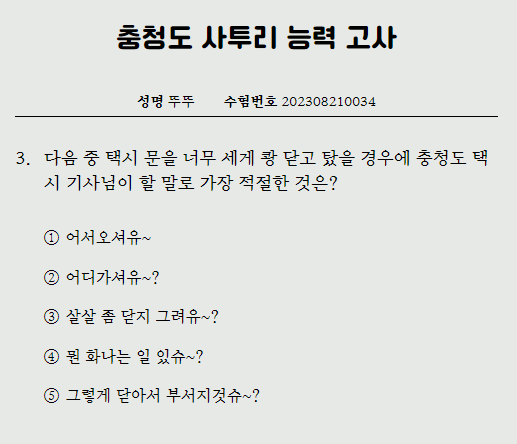 충청도 사투리 능력 고사
성명 뚜뚜 수험번호 202308210034
3. 다음 중 택시 문을 너무 세게 쾅 닫고 탔을 경우에 충청도 택
시 기사님이 할 말로 가장 적절한 것은?
① 어서오셔유~
② 어디가셔유~?
③ 살살 좀 닫지 그려유~?
④ 뭔 화나는 일 있슈~?
⑤ 그렇게 닫아서 부서지것슈~?